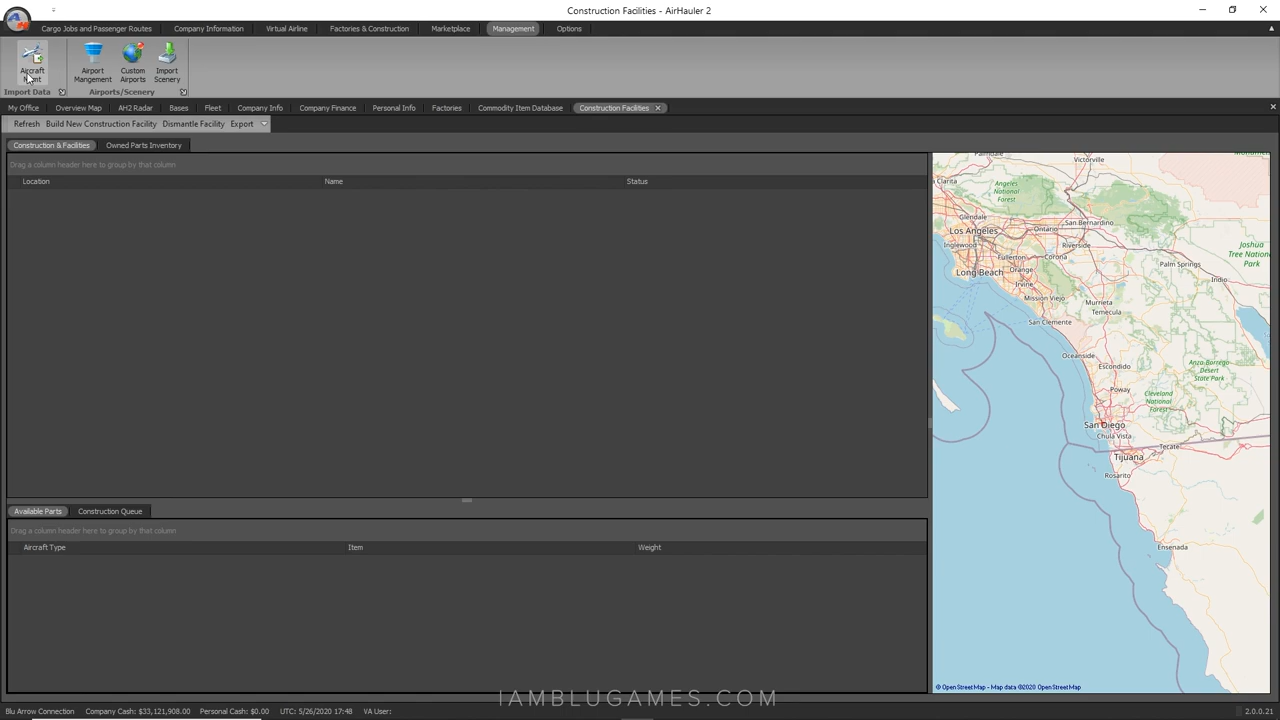 Construction Facilities - AirHauler 2
Cargo Jobs and Passenger Routes Company Information Virtual Airline Factories & Construction Marketplace Management Options
Aircraft Airport Custom Import
Mangement Airports Scenery
Import Data Airports/Scenery
My Office Overview Map AH2 Radar Bases Fleet Company Info Company Finance Personal Info Factories Commodity Item Database Construction Facilities
Refresh Build New Construction Facility Dismantle Facility Export
Construction & Facilities Owned Parts Inventory
Drag a column header here to group by that column
Location Name Status
Available Parts Construction Queue
Drag a column header here to group by that column
Aircraft Type Item Weight
Palmdale
Victorville
a Clarita
Angeles
National
Forest
Glendale
San Bernardino
Los Angeles
Ontario
Inglewood
Riverside
Fullerton
Corona
Long Beach
Orange
Irvine
Mission Viejo
Murrieta
Temecula
San Clemente
Palm Springs
Indio
Joshua
Tree Nation
Park
Oceanside
Escondido
Poway
Anza-Borrego
Desert
State Park
Cleveland
National
Forest
San Diego
Chula Vista
Tecate
Tijuana
Rosarito
Ensenada
© OpenStreetMap - Map data ©2020 OpenStreetMap
IAMBLUGAMES.COM
Blu Arrow Connection Company Cash: $33,121,908.00 Personal Cash: $0.00 UTC: 5/26/2020 17:48 VA User: 2.0.0.21